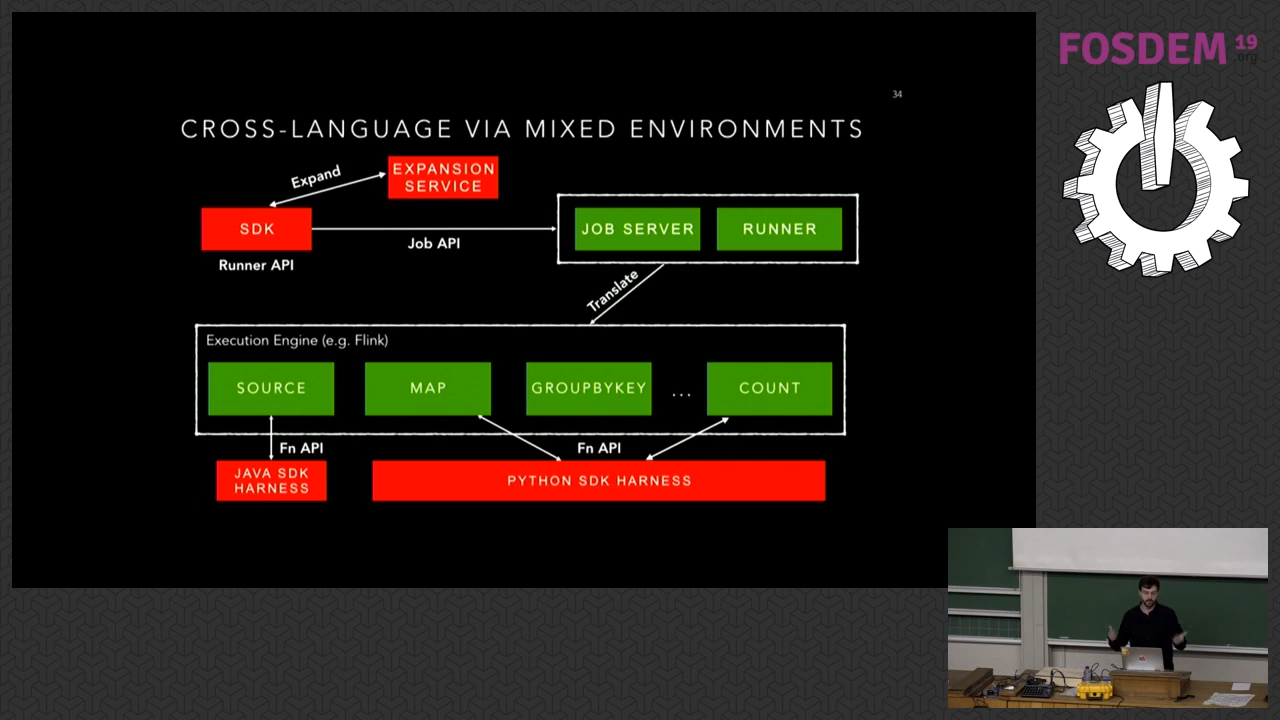 FOSDEM 19
.org
34
CROSS-LANGUAGE VIA MIXED ENVIRONMENTS
Expand
EXPANSION
SERVICE
SDK
Job API
JOB SERVER
RUNNER
Runner API
Translate
Execution Engine (e.g. Flink)
SOURCE
MAP
GROUPBYKEY
...
COUNT
Fn API
Fn API
JAVA SDK
HARNESS
PYTHON SDK HARNESS